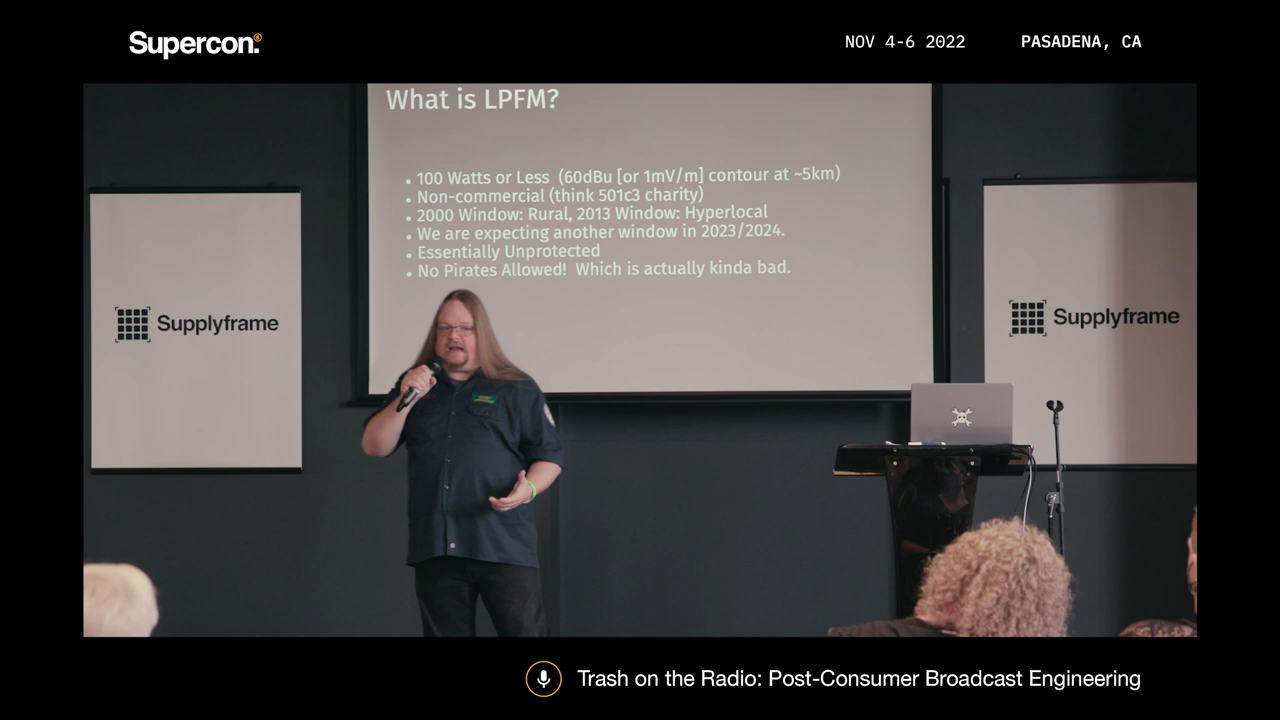 Supercon.6
NOV 4-6 2022
PASADENA, CA
What is LPFM?
• 100 Watts or Less (60dBu [or 1mV/m] contour at ~5km)
• Non-commercial (think 501c3 charity)
• 2000 Window: Rural, 2013 Window: Hyperlocal
• We are expecting another window in 2023/2024.
• Essentially Unprotected
• No Pirates Allowed! Which is actually kinda bad.
Supplyframe
Supplyframe
Trash on the Radio: Post-Consumer Broadcast Engineering